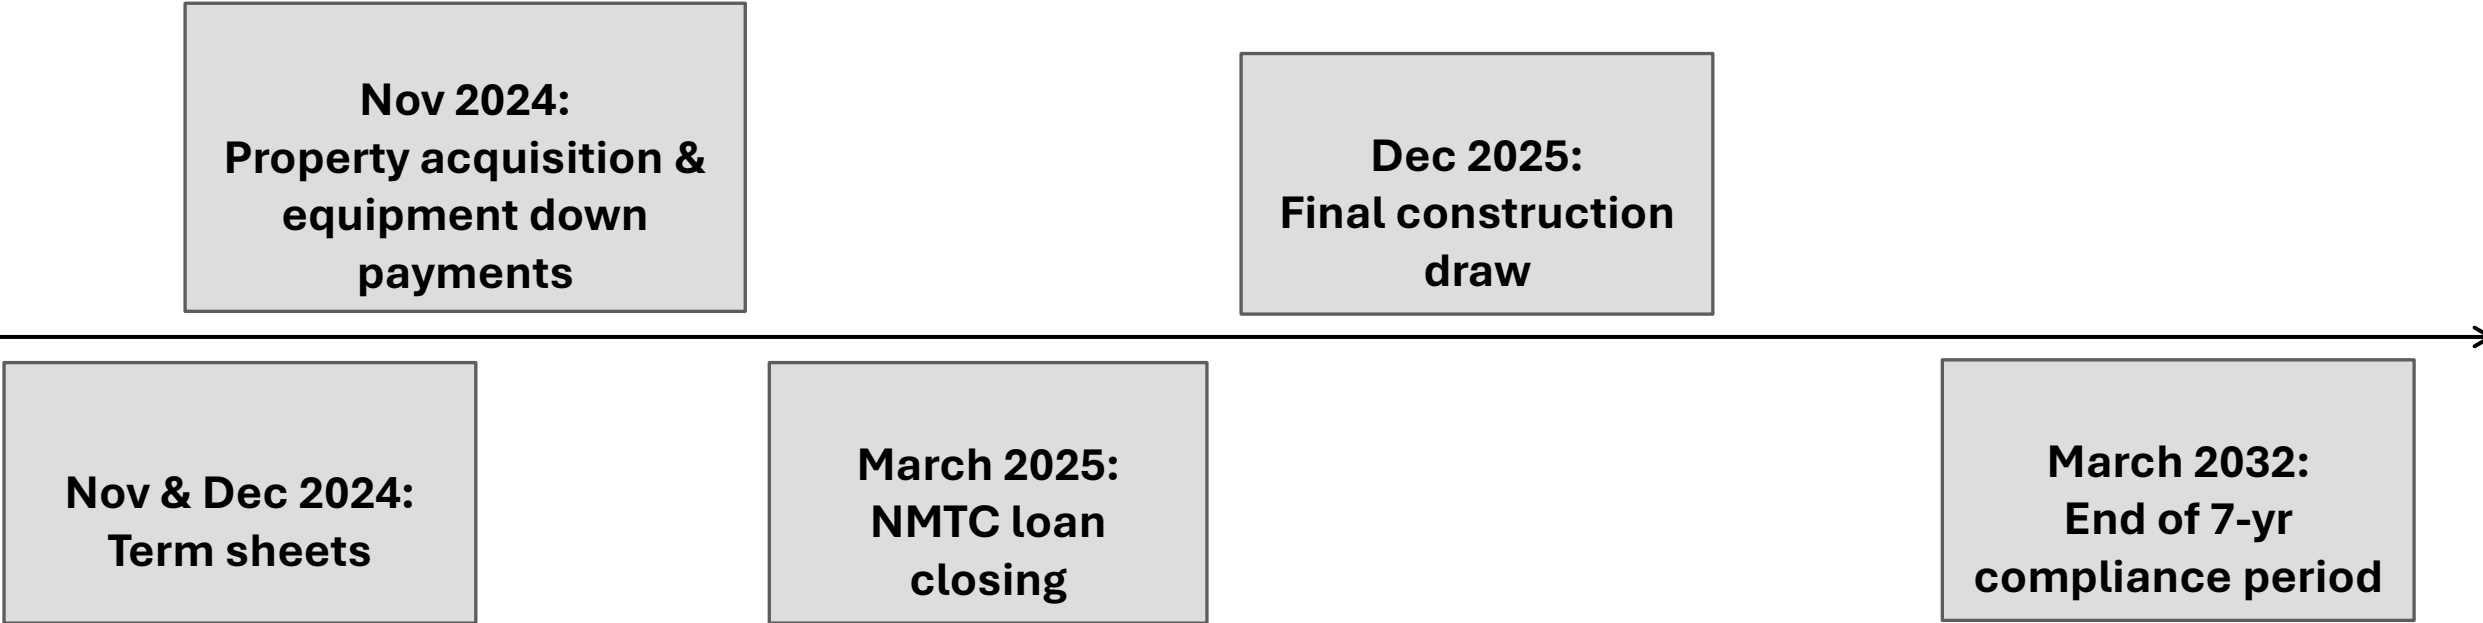 Nov 2024:
Property acquisition &
equipment down
payments
Dec 2025:
Final construction
draw
Nov & Dec 2024:
Term sheets
March 2025:
NMTC loan
closing
March 2032:
End of 7-yr
compliance period